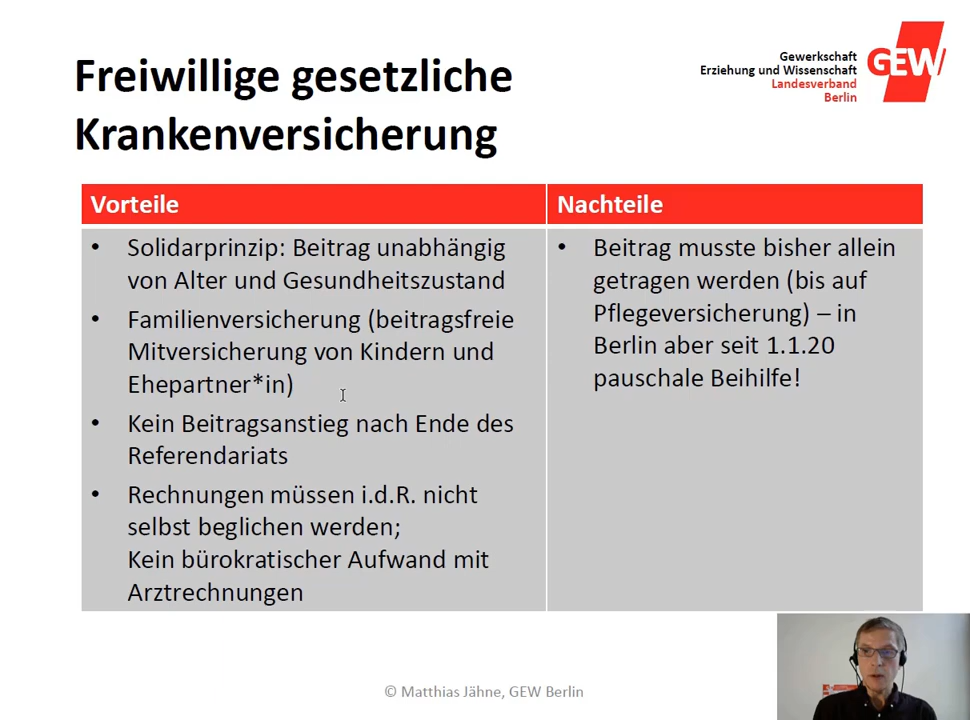 Freiwillige gesetzliche
Krankenversicherung
Gewerkschaft
Erziehung und Wissenschaft
Landesverband
Berlin
GEW
Vorteile
• Solidarprinzip: Beitrag unabhängig
von Alter und Gesundheitszustand
• Familienversicherung (beitragsfreie
Mitversicherung von Kindern und
Ehepartner*in)
• Kein Beitragsanstieg nach Ende des
Referendariats
• Rechnungen müssen i.d.R. nicht
selbst beglichen werden;
Kein bürokratischer Aufwand mit
Arztrechnungen
Nachteile
• Beitrag musste bisher allein
getragen werden (bis auf
Pflegeversicherung) – in
Berlin aber seit 1.1.20
pauschale Beihilfe!
© Matthias Jähne, GEW Berlin